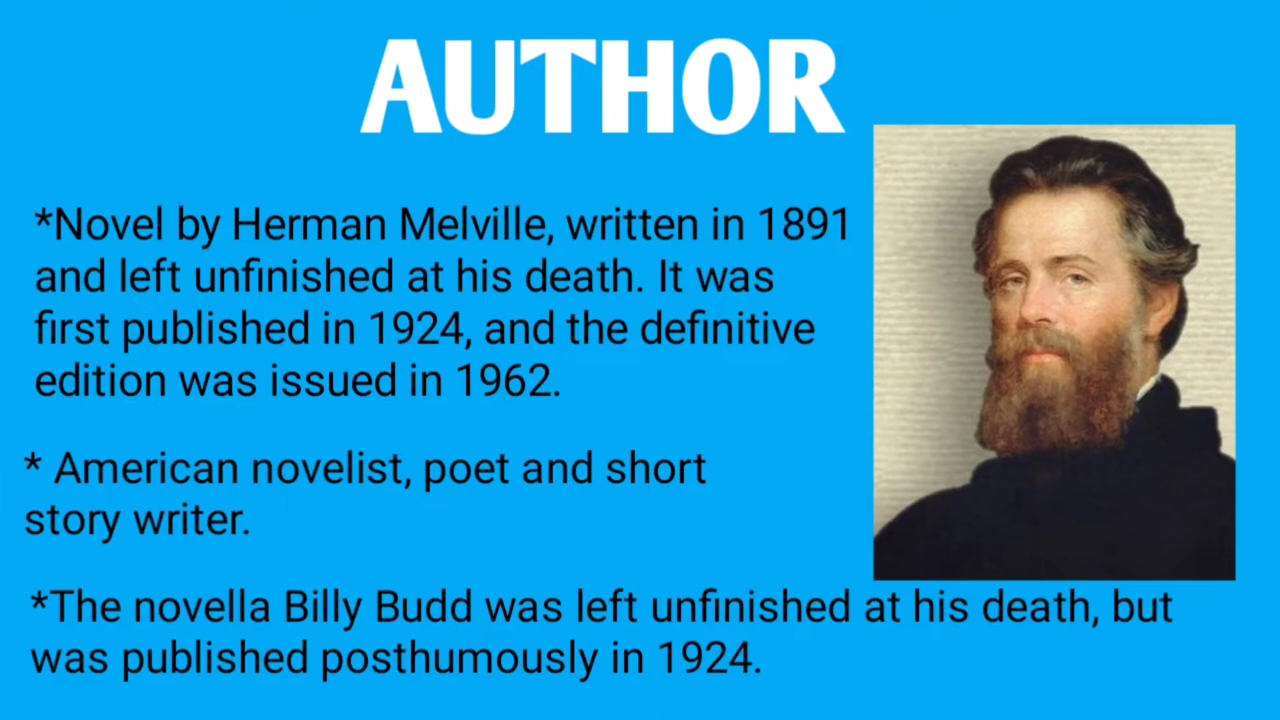 AUTHOR
*Novel by Herman Melville, written in 1891
and left unfinished at his death. It was
first published in 1924, and the definitive
edition was issued in 1962.
* American novelist, poet and short
story writer.
*The novella Billy Budd was left unfinished at his death, but
was published posthumously in 1924.